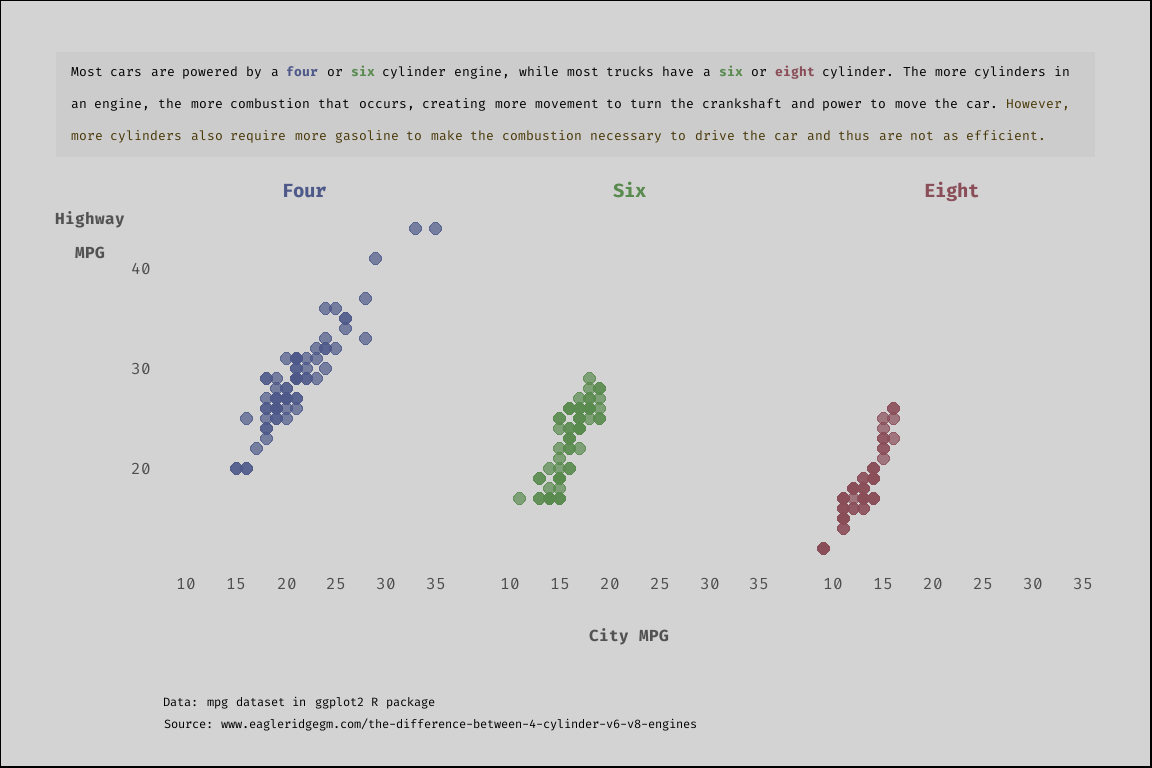 Most cars are powered by a four or six cylinder engine, while most trucks have a six or eight cylinder. The more cylinders in
an engine, the more combustion that occurs, creating more movement to turn the crankshaft and power to move the car. However,
more cylinders also require more gasoline to make the combustion necessary to drive the car and thus are not as efficient.
Four Six Eight
Highway
MPG
40
30
20
10 15 20 25 30 35 10 15 20 25 30 35 10 15 20 25 30 35
City MPG
Data: mpg dataset in ggplot2 R package
Source: www.eagleridgegm.com/the-difference-between-4-cylinder-v6-v8-engines